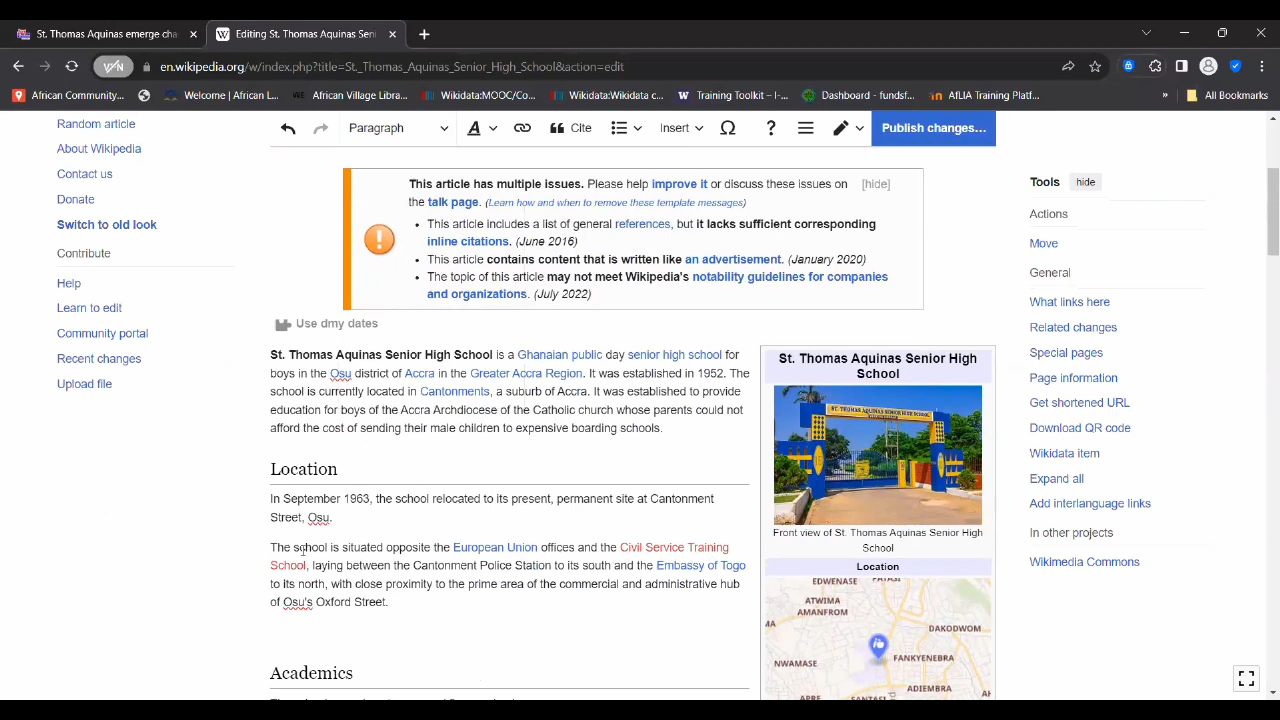 St. Thomas Aquinas emerge cha
Editing St. Thomas Aquinas Seni
VPN
en.wikipedia.org/w/index.php?title=St._Thomas_Aquinas_Senior_High_School&action=edit
African Community...
Welcome | African L...
African Village Librar...
Wikidata:MOOC/Co...
Wikidata:Wikidata c...
Training Toolkit – I-...
Dashboard - fundsf...
AfLIA Training Platf...
»
All Bookmarks
Random article
About Wikipedia
Contact us
Donate
Switch to old look
Contribute
Help
Learn to edit
Community portal
Recent changes
Upload file
Paragraph
A
Cite
Insert
Ω
?
Publish changes...
This article has multiple issues. Please help improve it or discuss these issues on [hide]
the talk page. (Learn how and when to remove these template messages)
• This article includes a list of general references, but it lacks sufficient corresponding
inline citations. (June 2016)
• This article contains content that is written like an advertisement. (January 2020)
• The topic of this article may not meet Wikipedia's notability guidelines for companies
and organizations. (July 2022)
Use dmy dates
St. Thomas Aquinas Senior High School is a Ghanaian public day senior high school for
boys in the Osu district of Accra in the Greater Accra Region. It was established in 1952. The
school is currently located in Cantonments, a suburb of Accra. It was established to provide
education for boys of the Accra Archdiocese of the Catholic church whose parents could not
afford the cost of sending their male children to expensive boarding schools.
Location
In September 1963, the school relocated to its present, permanent site at Cantonment
Street, Osu.
The school is situated opposite the European Union offices and the Civil Service Training
School, laying between the Cantonment Police Station to its south and the Embassy of Togo
to its north, with close proximity to the prime area of the commercial and administrative hub
of Osu's Oxford Street.
Academics
St. Thomas Aquinas Senior High
School
ST. THOMAS AQUINAS SENIOR HIGH SCHOOL
Front view of St. Thomas Aquinas Senior High
School
Location
EDWENASE
PATASI
AMANFROM
ATWIMA
AMANFROM
MA
DAKODWOM
FANKYENEBRA
NWAMASE
ADIEMBRA
APRE
SANTASI
AH
Tools
hide
Actions
Move
General
What links here
Related changes
Special pages
Page information
Get shortened URL
Download QR code
Wikidata item
Expand all
Add interlanguage links
In other projects
Wikimedia Commons